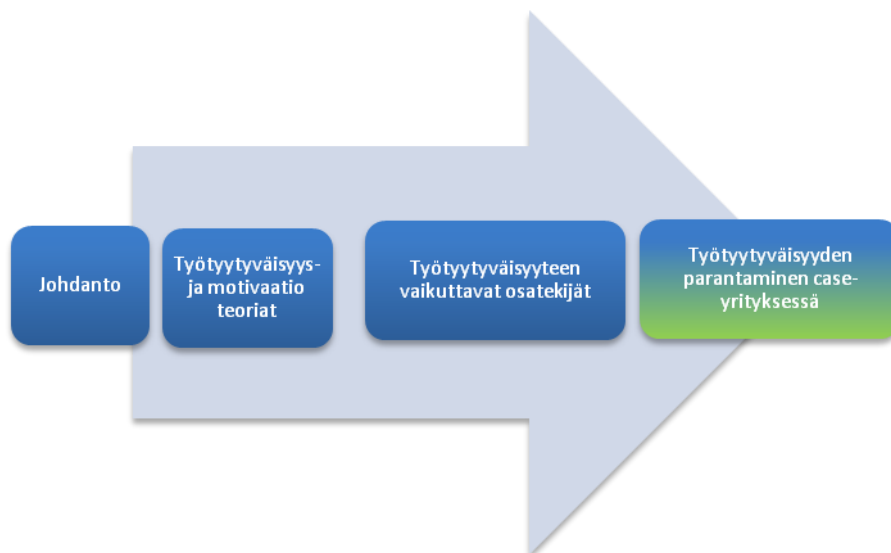 Johdanto
Työtyytyväisyys-
ja motivaatio
teoriat
Työtyytyväisyyteen
vaikuttavat osatekijät
Työtyytyväisyyden
parantaminen case-
yrityksessä